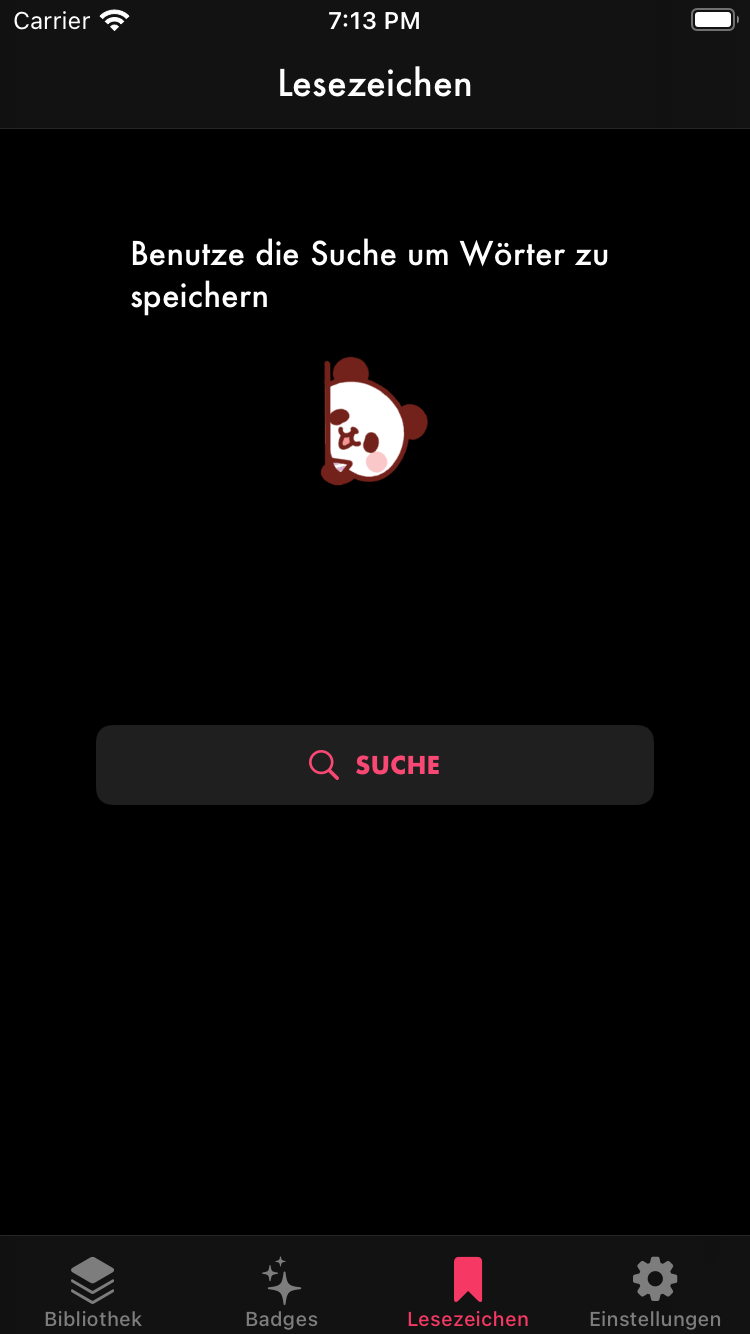 Carrier 7:13 PM
Lesezeichen
Benutze die Suche um Wörter zu
speichern
SUCHE
Bibliothek Badges Lesezeichen Einstellungen